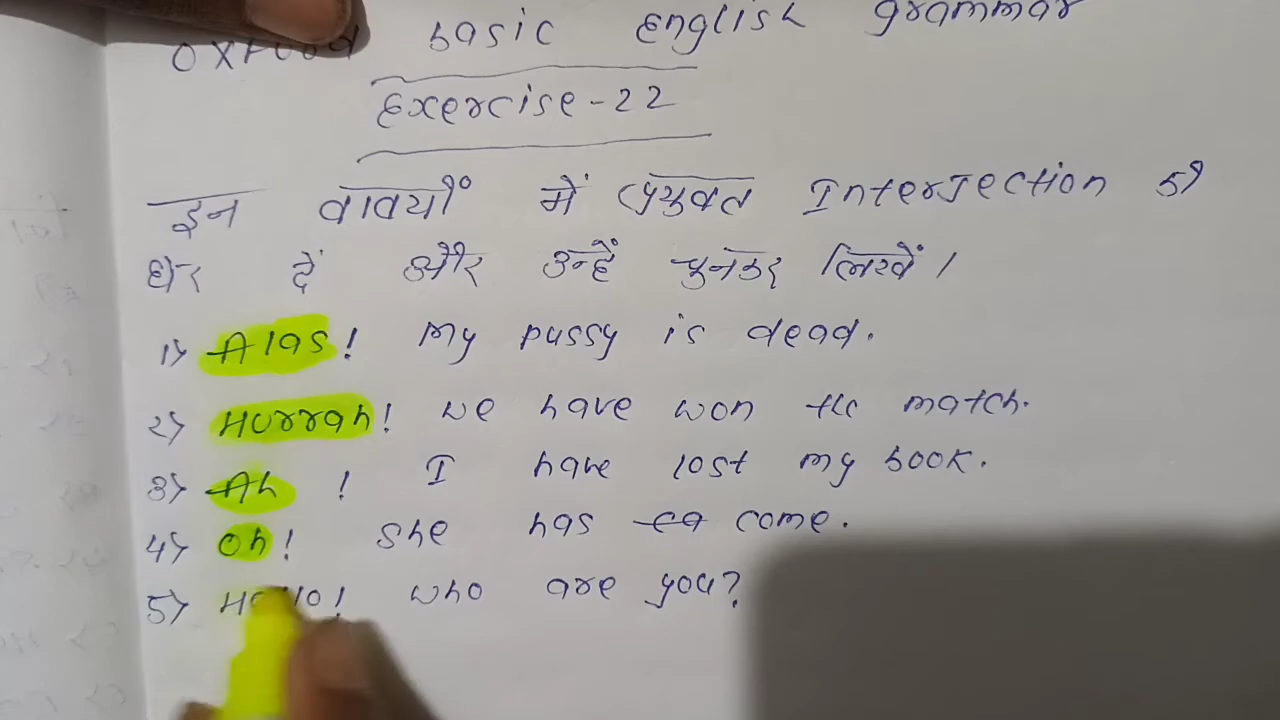 basic English grammar
Exercise-22
इन वाक्यों में प्रयुक्त Interjection को
घेर दें और उन्हें चुनकर लिखें।
1) Alas! my pussy is dead.
2) Hurrah! we have won the match.
3) Ah ! I have lost my book.
4) Oh! she has come.
5) who are you?